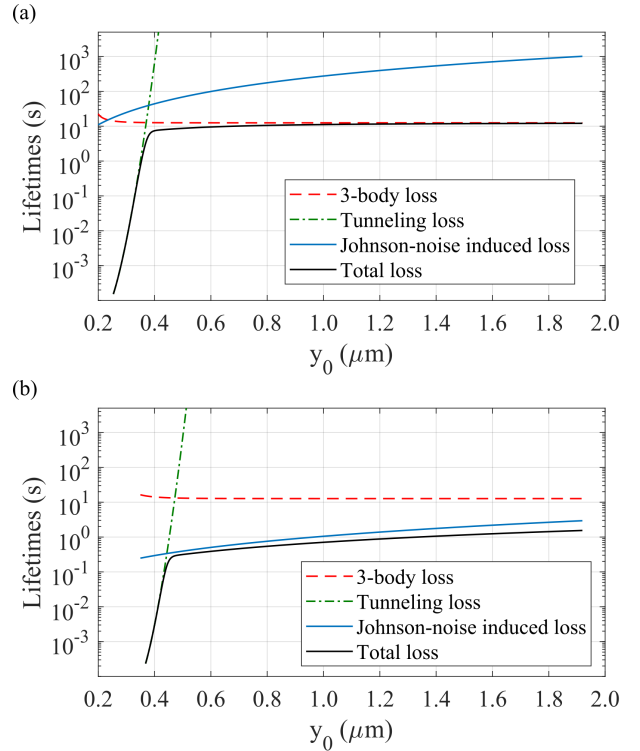 (a)
Lifetimes (s)
10^3
10^2
10^1
10^0
10^-1
10^-2
10^-3
3-body loss
Tunneling loss
Johnson-noise induced loss
Total loss
0.2 0.4 0.6 0.8 1.0 1.2 1.4 1.6 1.8 2.0
y_0 (μm)
(b)
Lifetimes (s)
10^3
10^2
10^1
10^0
10^-1
10^-2
10^-3
3-body loss
Tunneling loss
Johnson-noise induced loss
Total loss
0.2 0.4 0.6 0.8 1.0 1.2 1.4 1.6 1.8 2.0
y_0 (μm)